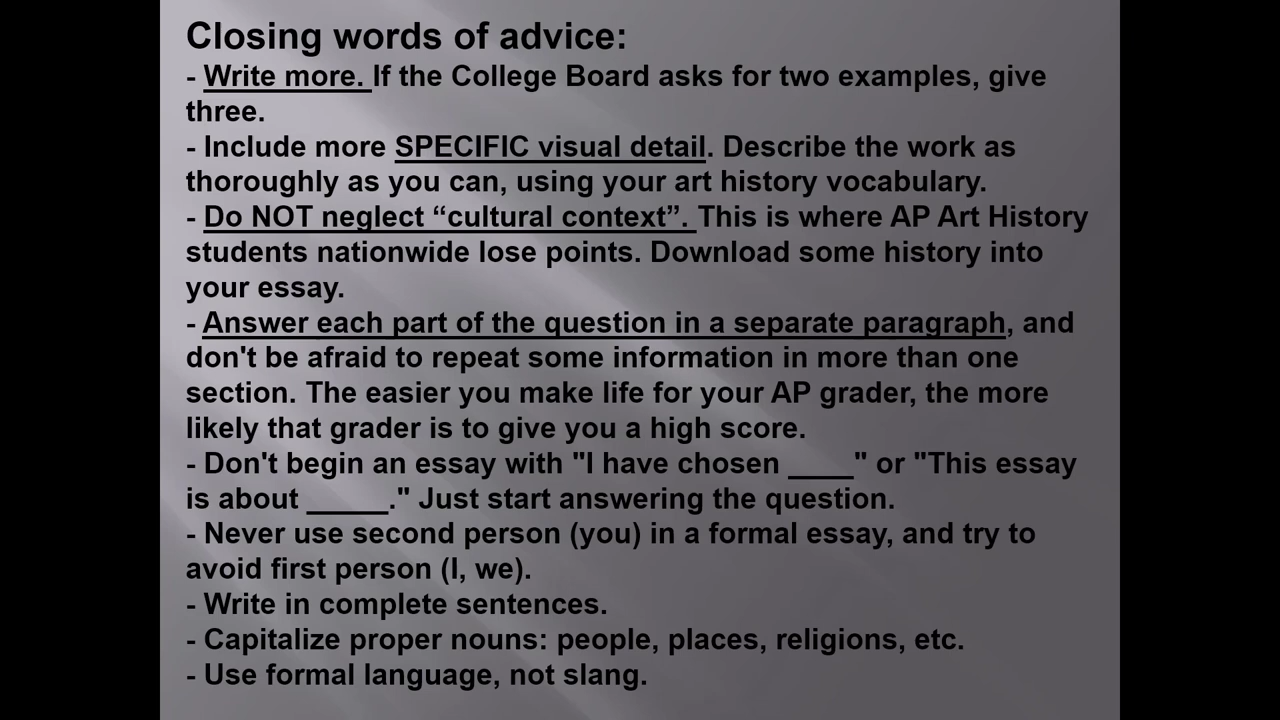 Closing words of advice:
- Write more. If the College Board asks for two examples, give
three.
- Include more SPECIFIC visual detail. Describe the work as
thoroughly as you can, using your art history vocabulary.
- Do NOT neglect “cultural context”. This is where AP Art History
students nationwide lose points. Download some history into
your essay.
- Answer each part of the question in a separate paragraph, and
don't be afraid to repeat some information in more than one
section. The easier you make life for your AP grader, the more
likely that grader is to give you a high score.
- Don't begin an essay with "I have chosen ____" or "This essay
is about _____." Just start answering the question.
- Never use second person (you) in a formal essay, and try to
avoid first person (I, we).
- Write in complete sentences.
- Capitalize proper nouns: people, places, religions, etc.
- Use formal language, not slang.